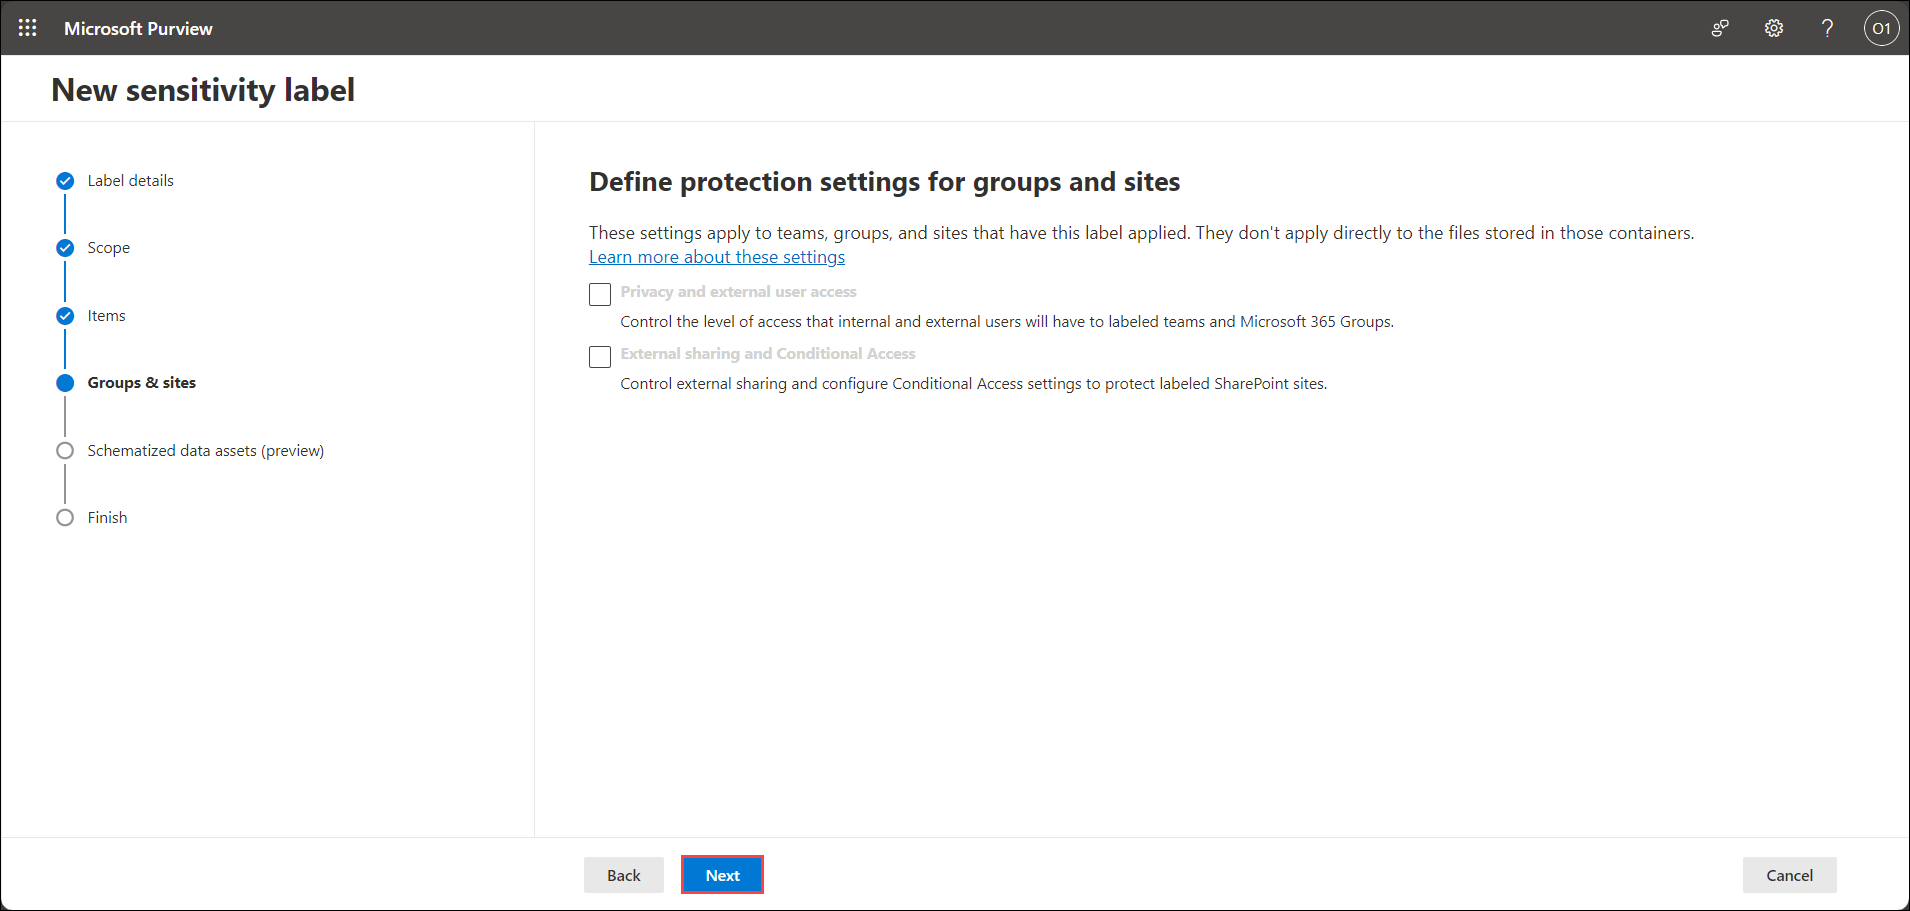 Microsoft Purview
?
O1
New sensitivity label
Label details
Scope
Items
Groups & sites
Schematized data assets (preview)
Finish
Define protection settings for groups and sites
These settings apply to teams, groups, and sites that have this label applied. They don't apply directly to the files stored in those containers.
Learn more about these settings
Privacy and external user access
Control the level of access that internal and external users will have to labeled teams and Microsoft 365 Groups.
External sharing and Conditional Access
Control external sharing and configure Conditional Access settings to protect labeled SharePoint sites.
Back
Next
Cancel